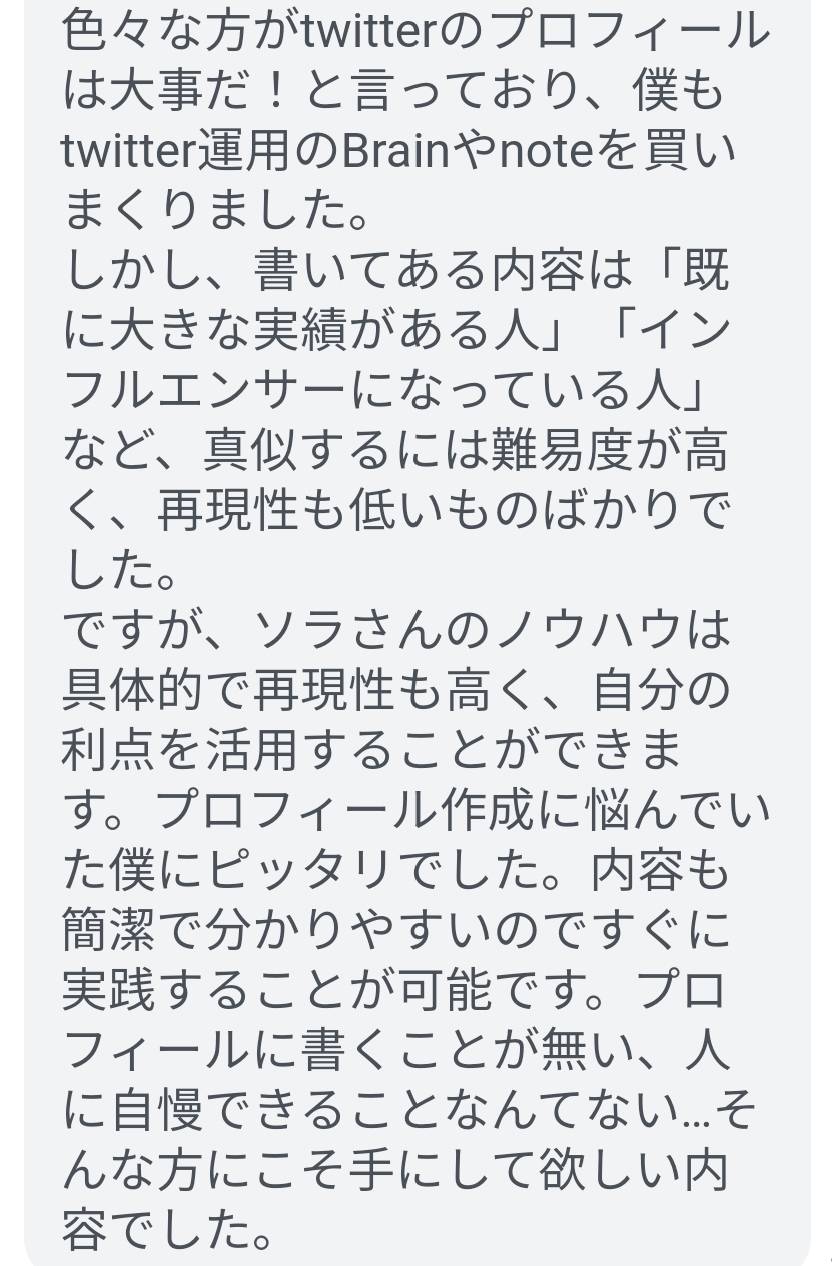 色々な方がtwitterのプロフィール
は大事だ！と言っており、僕も
twitter運用のBrainやnoteを買い
まくりました。
しかし、書いてある内容は「既
に大きな実績がある人」「イン
フルエンサーになっている人」
など、真似するには難易度が高
く、再現性も低いものばかりで
した。
ですが、ソラさんのノウハウは
具体的で再現性も高く、自分の
利点を活用することができま
す。プロフィール作成に悩んでい
た僕にピッタリでした。内容も
簡潔で分かりやすいのですぐに
実践することが可能です。プロ
フィールに書くことが無い、人
に自慢できることなんてない...そ
んな方にこそ手にして欲しい内
容でした。